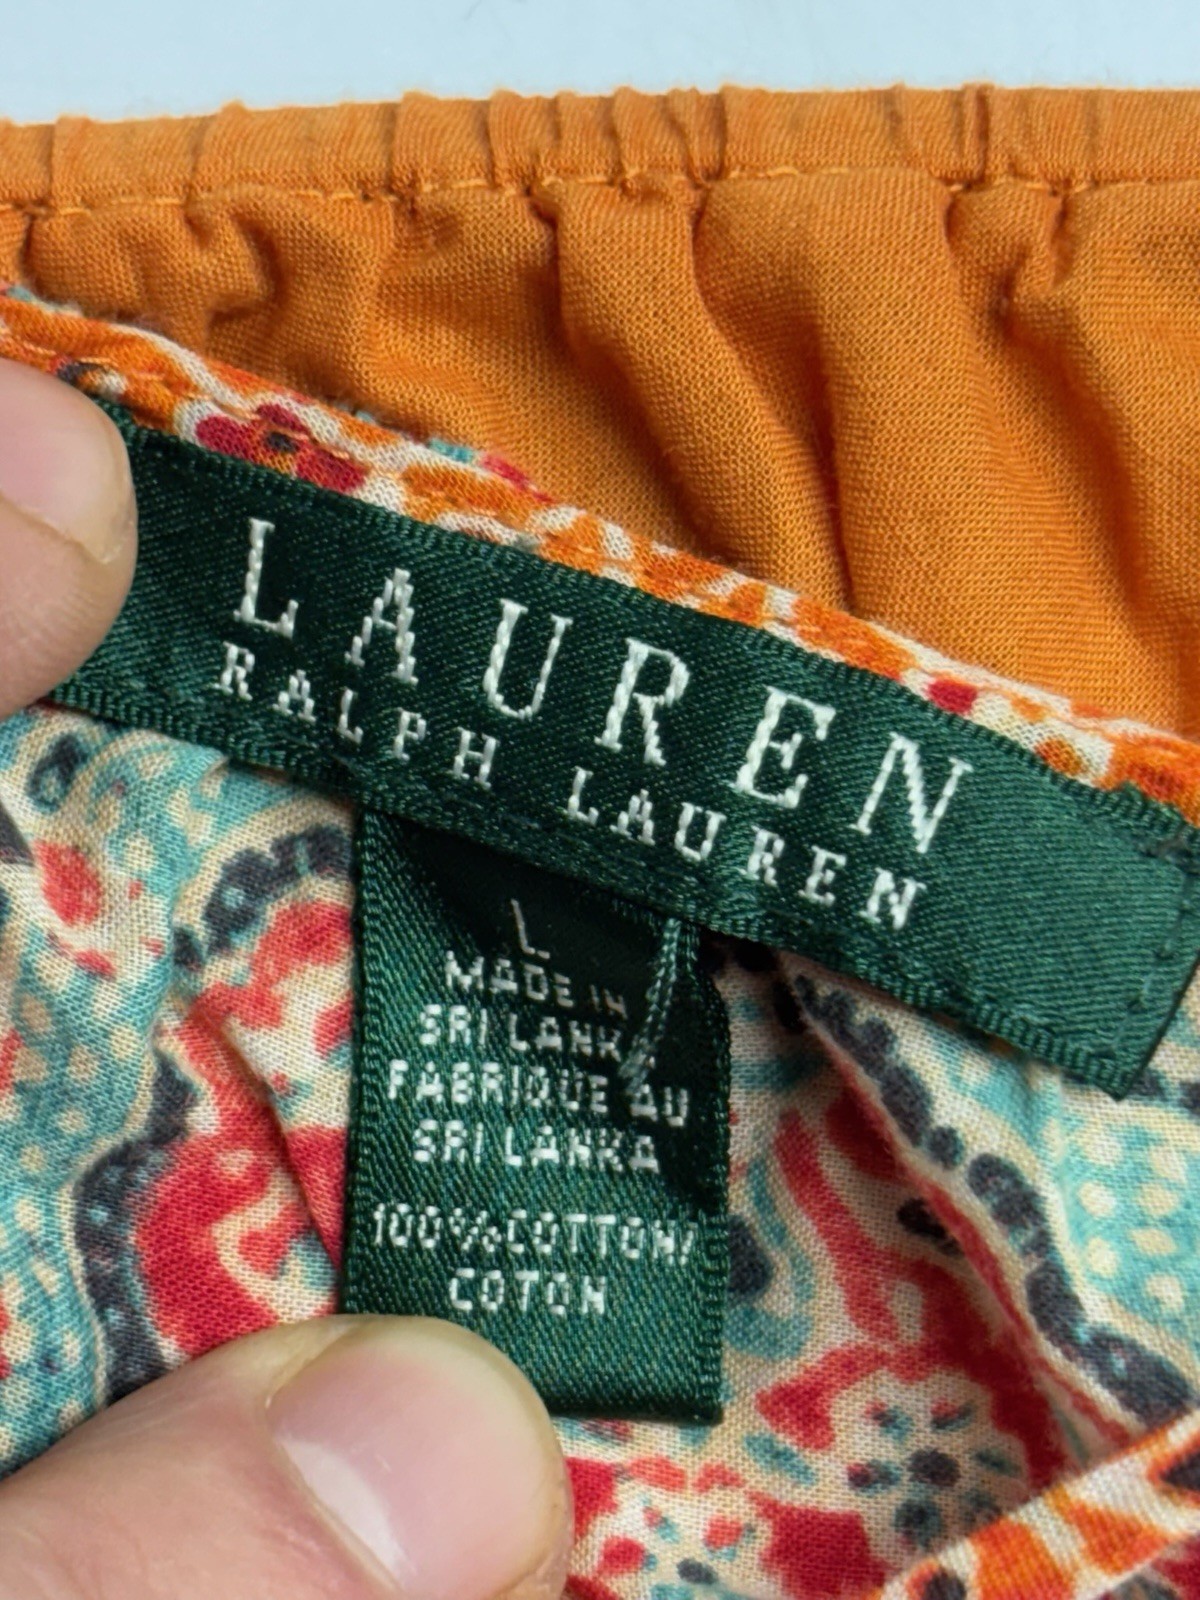 LAUREN
RALPH LAUREN
L
MADE IN
SRI LANKA
FABRIQUE AU
SRI LANKA
100%COTTON/
COTON